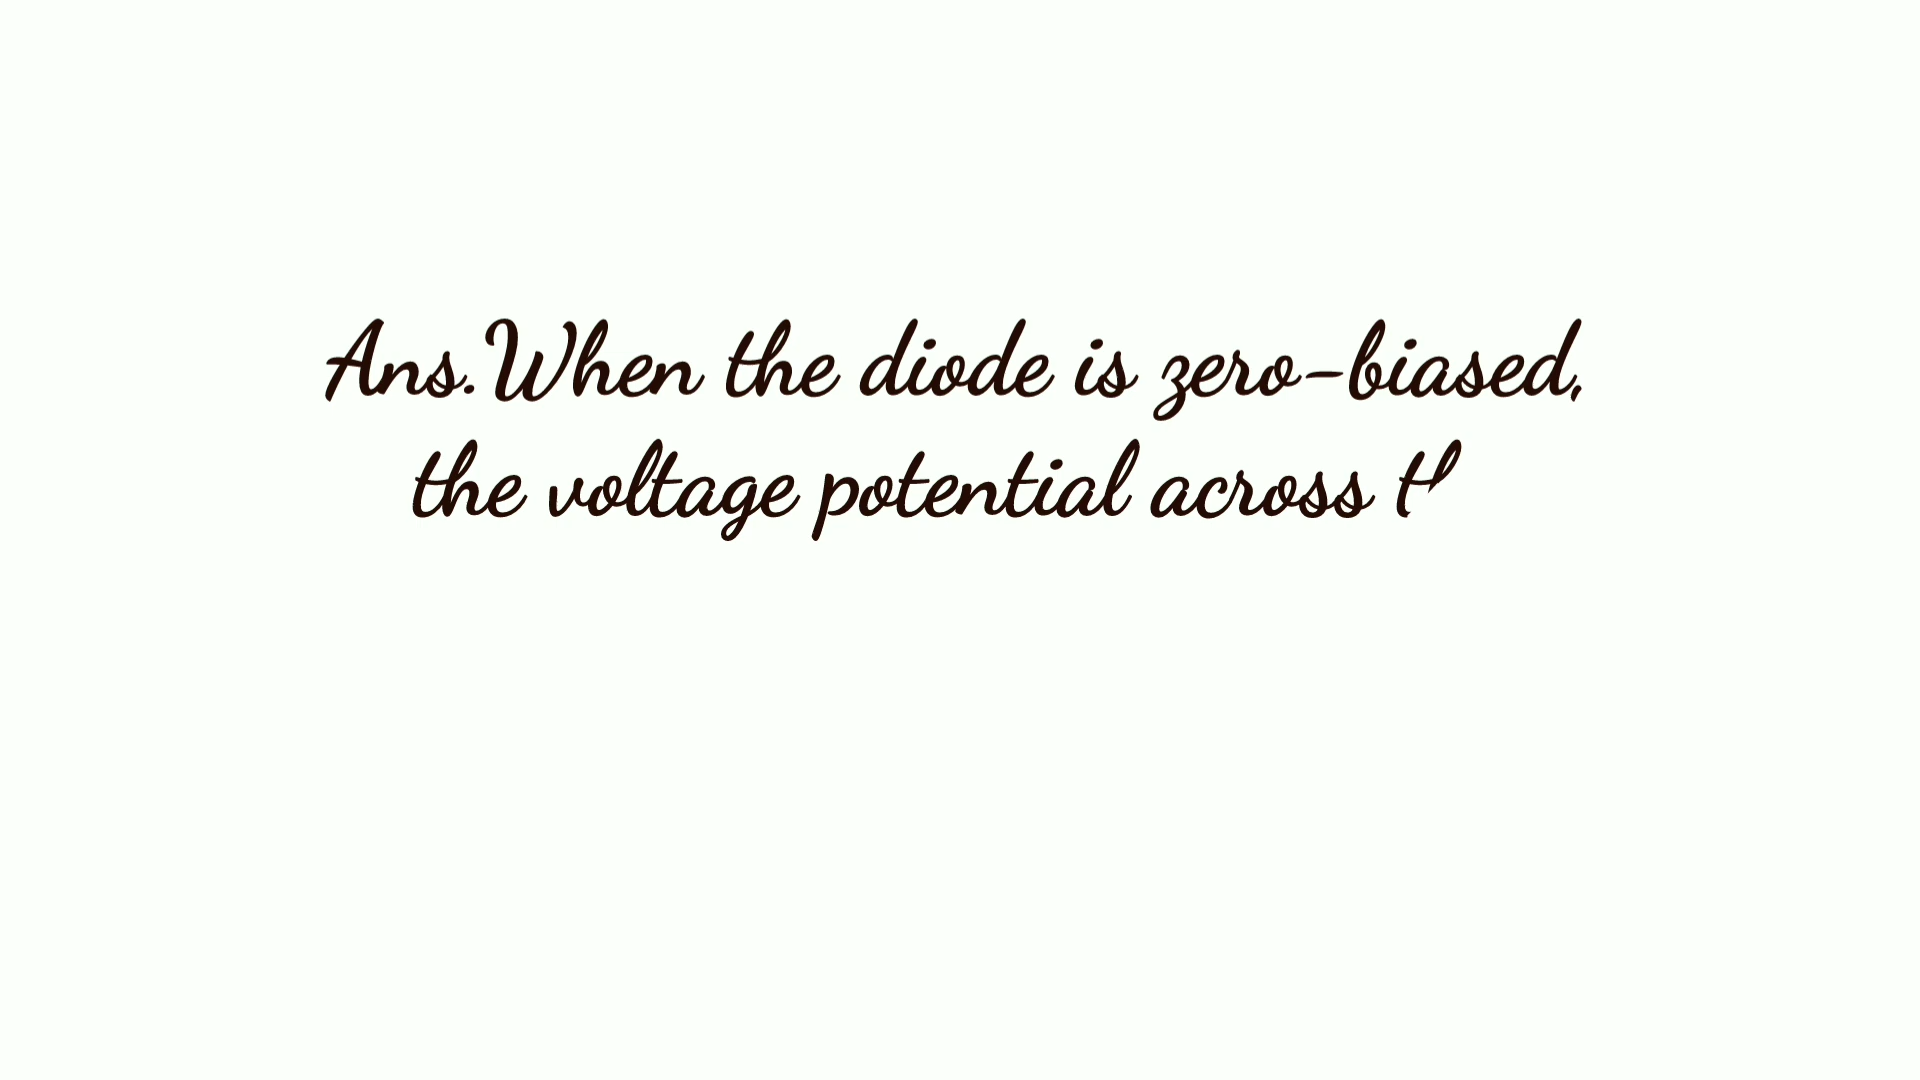 Ans.When the diode is zero-biased,
the voltage potential across t